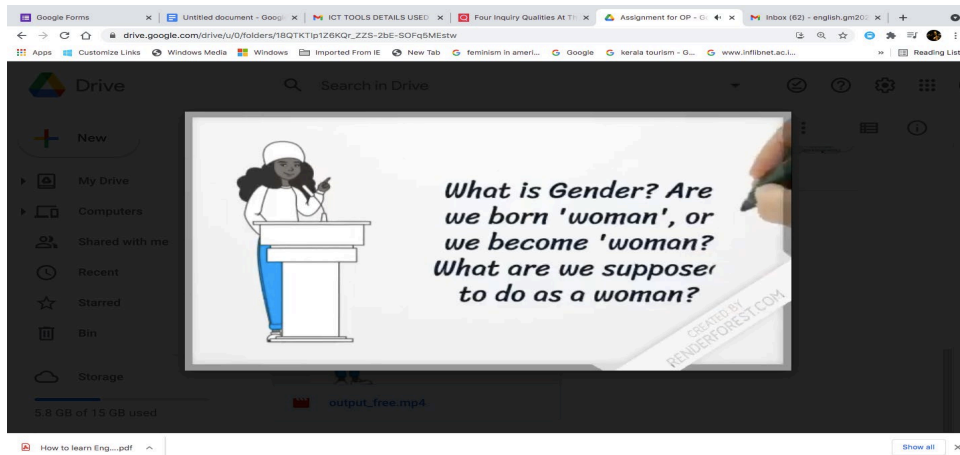 Google Forms
Untitled document - Googl
ICT TOOLS DETAILS USED
Four Inquiry Qualities At Th
Assignment for OP - G
Inbox (62) - english.gm202
drive.google.com/drive/u/0/folders/18QTKTIp1Z6KQr_ZZS-2bE-SOFq5MEstw
Apps
Customize Links
Windows Media
Windows
Imported From IE
New Tab
feminism in ameri...
Google
kerala tourism - G...
www.inflibnet.ac.i...
»
Reading List
Drive
Search in Drive
New
My Drive
Computers
Shared with me
Recent
Starred
Bin
Storage
5.8 GB of 15 GB used
What is Gender? Are
we born 'woman', or
we become 'woman?
What are we suppose
to do as a woman?
CREATED BY
RENDERFOREST.COM
output_free.mp4
How to learn Eng....pdf
Show all